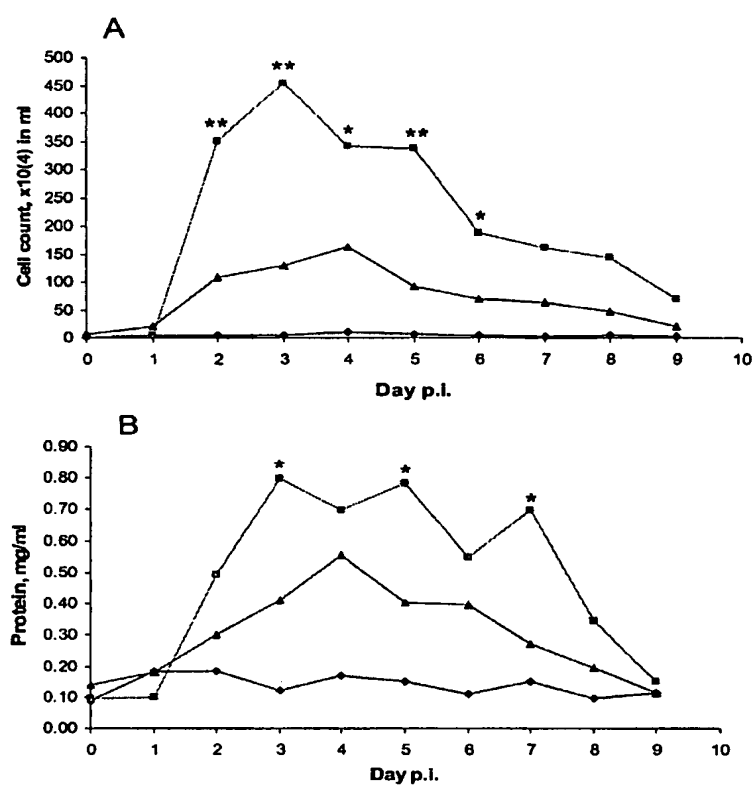 A
500
450
400
350
300
250
200
150
100
50
0
Cell count, x10(4) in ml
** ** * ** *
0 1 2 3 4 5 6 7 8 9 10
Day p.i.
B
0.90
0.80
0.70
0.60
0.50
0.40
0.30
0.20
0.10
0.00
Protein, mg/ml
* * *
0 1 2 3 4 5 6 7 8 9 10
Day p.i.